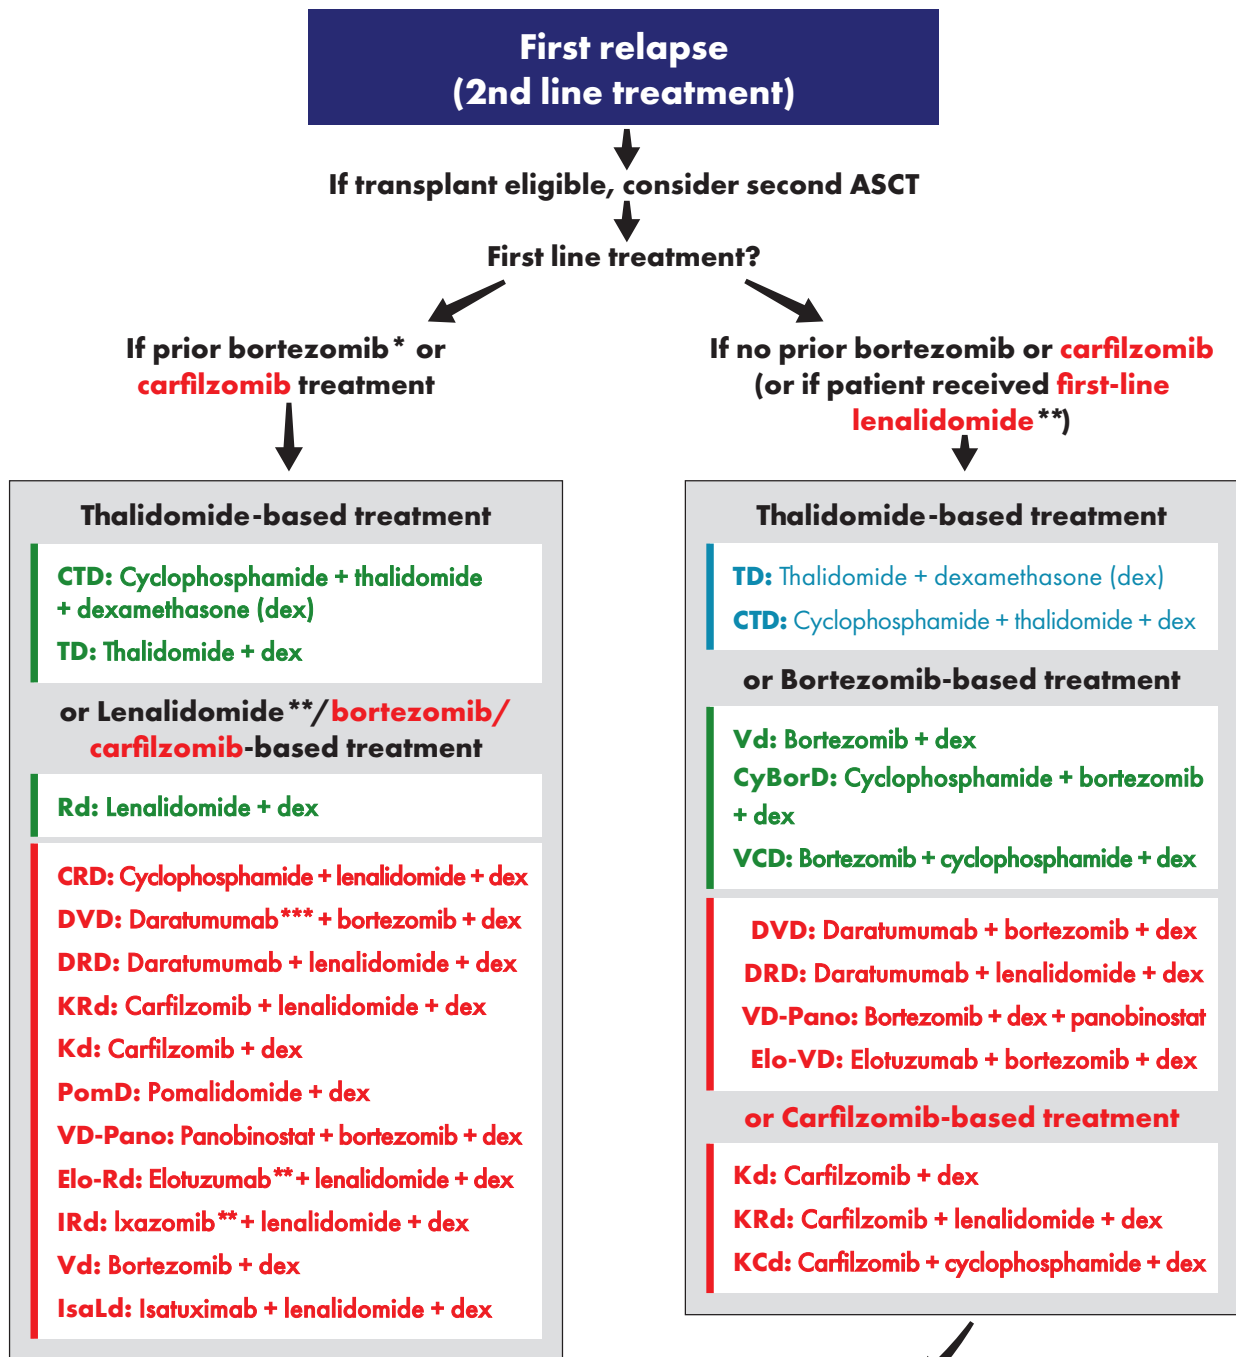 First relapse
(2nd line treatment)
If transplant eligible, consider second ASCT
First line treatment?
If prior bortezomib* or
carfilzomib treatment
Thalidomide-based treatment
CTD: Cyclophosphamide + thalidomide
+ dexamethasone (dex)
TD: Thalidomide + dex
or Lenalidomide**/bortezomib/
carfilzomib-based treatment
Rd: Lenalidomide + dex
CRD: Cyclophosphamide + lenalidomide + dex
DVD: Daratumumab*** + bortezomib + dex
DRD: Daratumumab + lenalidomide + dex
KRd: Carfilzomib + lenalidomide + dex
Kd: Carfilzomib + dex
PomD: Pomalidomide + dex
VD-Pano: Panobinostat + bortezomib + dex
Elo-Rd: Elotuzumab** + lenalidomide + dex
IRd: Ixazomib** + lenalidomide + dex
Vd: Bortezomib + dex
IsaLd: Isatuximab + lenalidomide + dex
If no prior bortezomib or carfilzomib
(or if patient received first-line
lenalidomide**)
Thalidomide-based treatment
TD: Thalidomide + dexamethasone (dex)
CTD: Cyclophosphamide + thalidomide + dex
or Bortezomib-based treatment
Vd: Bortezomib + dex
CyBorD: Cyclophosphamide + bortezomib
+ dex
VCD: Bortezomib + cyclophosphamide + dex
DVD: Daratumumab + bortezomib + dex
DRD: Daratumumab + lenalidomide + dex
VD-Pano: Bortezomib + dex + panobinostat
Elo-VD: Elotuzumab + bortezomib + dex
or Carfilzomib-based treatment
Kd: Carfilzomib + dex
KRd: Carfilzomib + lenalidomide + dex
KCd: Carfilzomib + cyclophosphamide + dex